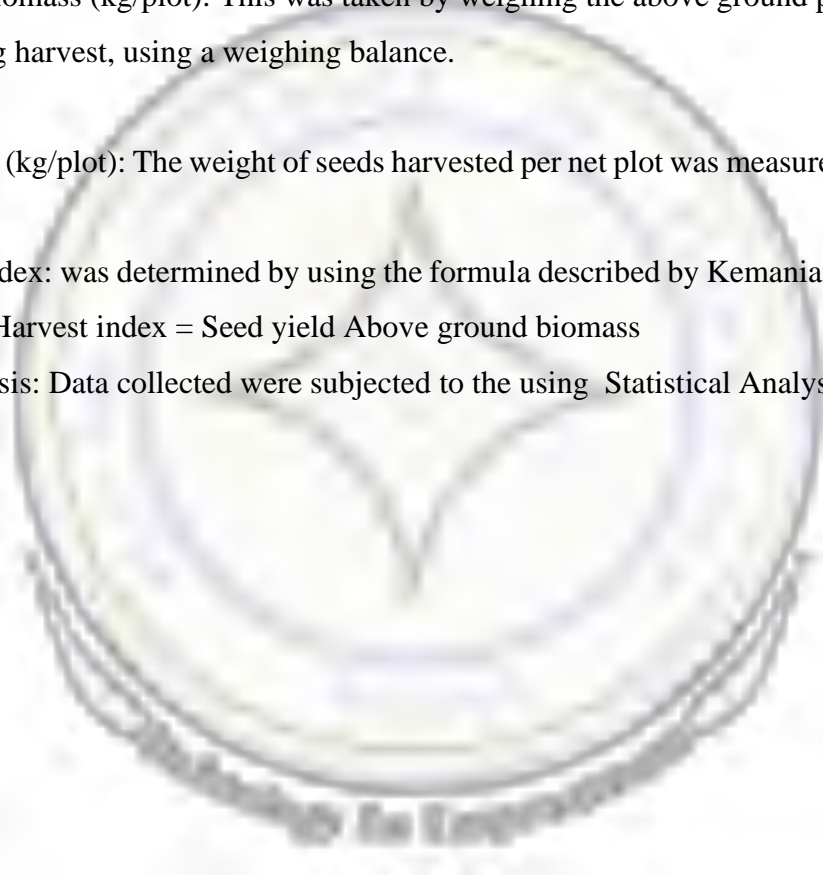 omass (kg/plot): This was taken by weighing the above ground p
g harvest, using a weighing balance.
(kg/plot): The weight of seeds harvested per net plot was measure
dex: was determined by using the formula described by Kemania
Harvest index = Seed yield Above ground biomass
sis: Data collected were subjected to the using  Statistical Analys